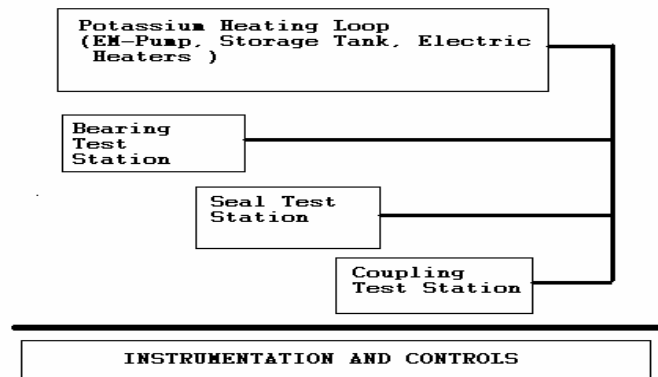 Potassium Heating Loop
(EM-Pump, Storage Tank, Electric
Heaters )
Bearing
Test
Station
Seal Test
Station
Coupling
Test Station
INSTRUMENTATION AND CONTROLS